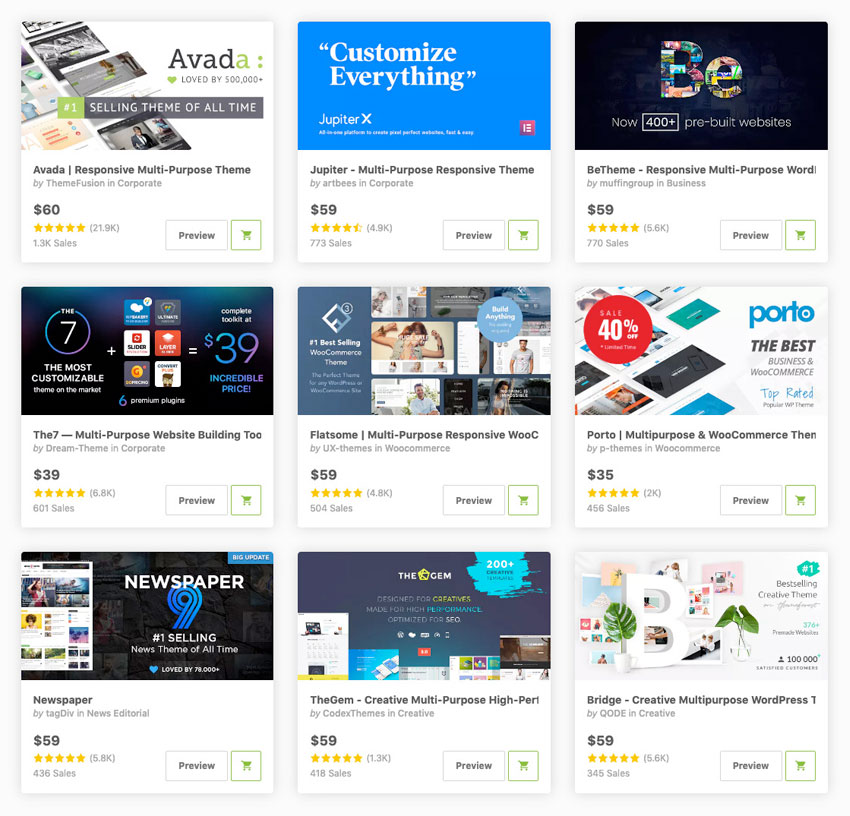 Avada :
LOVED BY 500,000+
#1 SELLING THEME OF ALL TIME
Avada | Responsive Multi-Purpose Theme
by ThemeFusion in Corporate
$60
(21.9K)
1.3K Sales
Preview
“Customize
Everything”
Jupiter X
All-in-one platform to create pixel perfect websites, fast & easy
Jupiter - Multi-Purpose Responsive Theme
by artbees in Corporate
$59
(4.9K)
773 Sales
Preview
Be
Now 400+ pre-built websites
BeTheme - Responsive Multi-Purpose Word
by muffingroup in Business
$59
(5.6K)
770 Sales
Preview
THE
7
THE MOST
CUSTOMIZABLE
theme on the market
+
WPBAKERY
ULTIMATE
SLIDER
REVOLUTION
LAYER
SLIDER
GOPRICING
CONVERT
PLUS
6 premium plugins
=
complete
toolkit at
$39
INCREDIBLE
PRICE!
The7 — Multi-Purpose Website Building Too
by Dream-Theme in Corporate
$39
(6.8K)
601 Sales
Preview
3
#1 Best Selling
WooCommerce
Theme
The Perfect Theme
for any WordPress or
WooCommerce Site
Build
Anything
Flatsome | Multi-Purpose Responsive WooC
by UX-themes in Woocommerce
$59
(4.8K)
504 Sales
Preview
SALE
40% OFF
* Limited Time
porto
THE BEST
BUSINESS &
WOOCOMMERCE
Top Rated
Popular WP Theme
Porto | Multipurpose & WooCommerce Then
by p-themes in Woocommerce
$35
(2K)
456 Sales
Preview
BIG UPDATE
NEWSPAPER
9
#1 SELLING
News Theme of All Time
LOVED BY 78.000+
Newspaper
by tagDiv in News Editorial
$59
(5.8K)
436 Sales
Preview
THE GEM
200+
CREATIVE
TEMPLATES
DESIGNED FOR CREATIVES.
MADE FOR HIGH PERFORMANCE.
OPTIMIZED FOR SEO.
TheGem - Creative Multi-Purpose High-Perf
by CodexThemes in Creative
$59
(1.3K)
418 Sales
Preview
B
#1
Bestselling
Creative Theme
on themeforest
376+
Premade Websites
100 000+
SATISFIED CUSTOMERS
Bridge - Creative Multipurpose WordPress T
by QODE in Creative
$59
(5.6K)
345 Sales
Preview